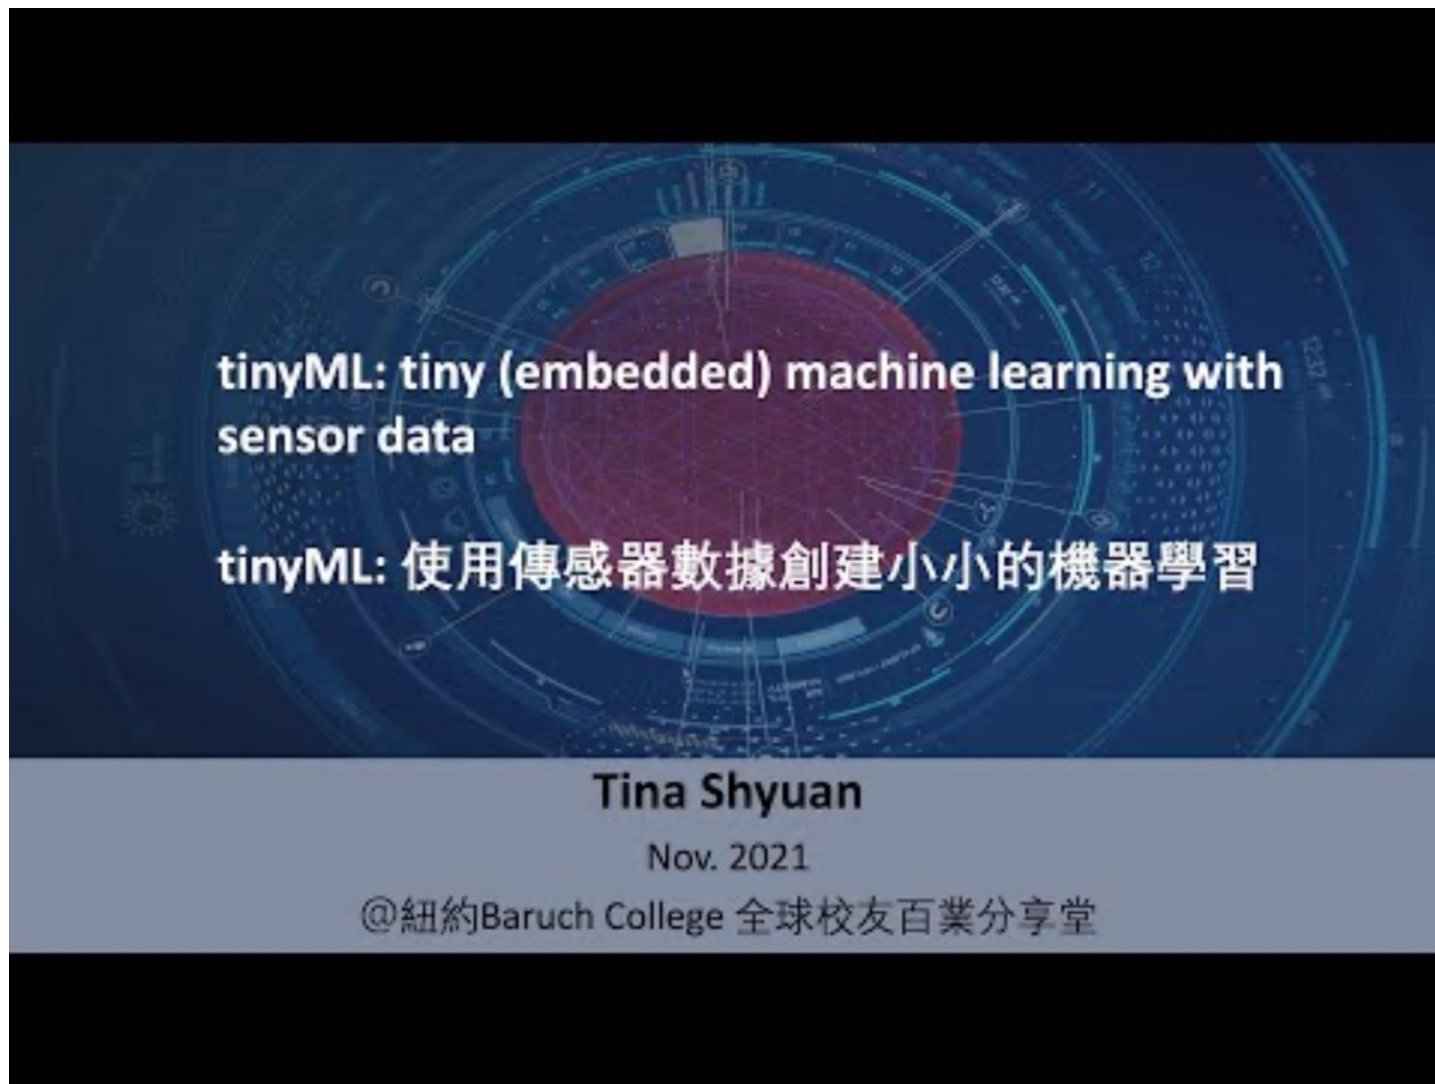 tinyML: tiny (embedded) machine learning with
sensor data
tinyML: 使用傳感器數據創建小小的機器學習
Tina Shyuan
Nov. 2021
@紐約Baruch College 全球校友百業分享堂